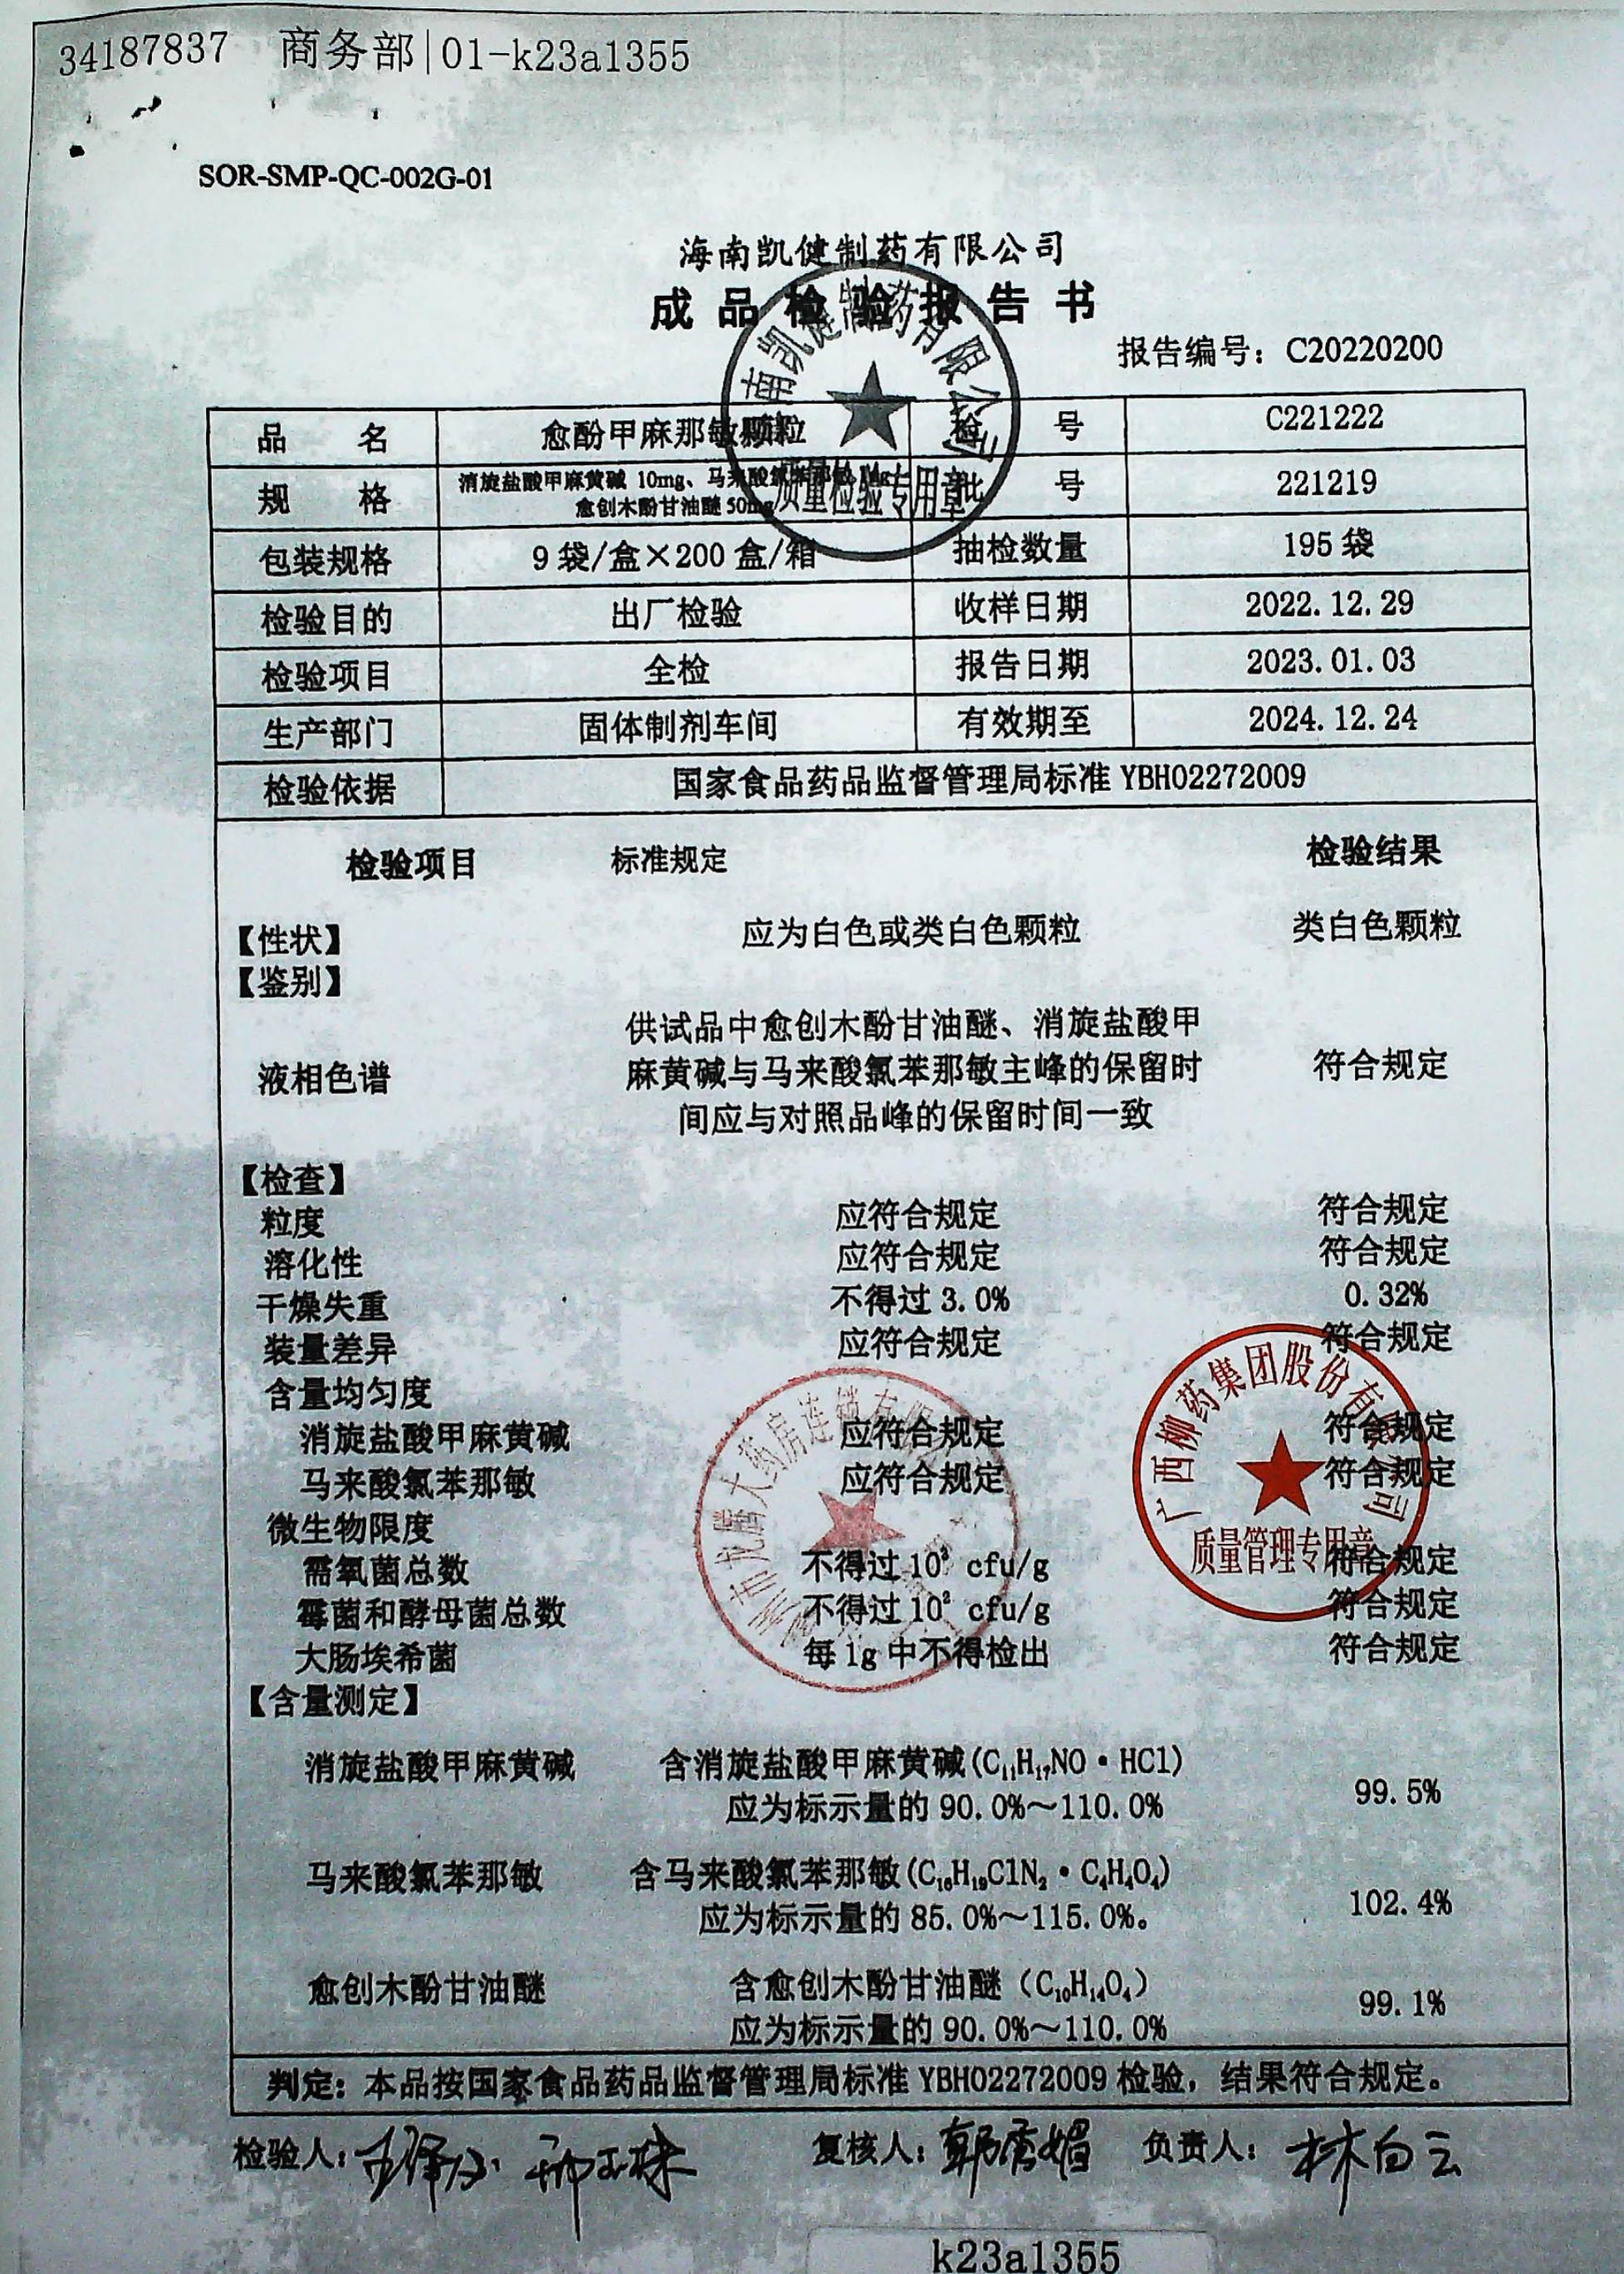 34187837 商务部|01-k23a1355
SOR-SMP-QC-002G-01
海南凯健制药有限公司
成品检验报告书
报告编号：C20220200
品 名 愈酚甲麻那敏颗粒 检 号 C221222
规 格 消旋盐酸甲麻黄碱 10mg、马来酸氯苯那敏 1mg 批 号 221219
愈创木酚甘油醚 50mg
包装规格 9 袋/盒×200 盒/箱 抽检数量 195 袋
检验目的 出厂检验 收样日期 2022.12.29
检验项目 全检 报告日期 2023.01.03
生产部门 固体制剂车间 有效期至 2024.12.24
检验依据 国家食品药品监督管理局标准 YBH02272009
南凯健制药有限公司
质量检验专用章
检验项目 标准规定 检验结果
【性状】 应为白色或类白色颗粒 类白色颗粒
【鉴别】
供试品中愈创木酚甘油醚、消旋盐酸甲
液相色谱 麻黄碱与马来酸氯苯那敏主峰的保留时 符合规定
间应与对照品峰的保留时间一致
【检查】
粒度 应符合规定 符合规定
溶化性 应符合规定 符合规定
干燥失重 不得过 3.0% 0.32%
装量差异 应符合规定 符合规定
含量均匀度
消旋盐酸甲麻黄碱 应符合规定 符合规定
马来酸氯苯那敏 应符合规定 符合规定
微生物限度
需氧菌总数 不得过 10³ cfu/g 符合规定
霉菌和酵母菌总数 不得过 10² cfu/g 符合规定
大肠埃希菌 每 1g 中不得检出 符合规定
大药房连锁有限
广西柳药集团股份有限公司
质量管理专用章
【含量测定】
消旋盐酸甲麻黄碱 含消旋盐酸甲麻黄碱(C₁₁H₁₇NO·HCl) 99.5%
应为标示量的 90.0%～110.0%
马来酸氯苯那敏 含马来酸氯苯那敏(C₁₆H₁₉ClN₂·C₄H₄O₄) 102.4%
应为标示量的 85.0%～115.0%。
愈创木酚甘油醚 含愈创木酚甘油醚（C₁₀H₁₄O₄） 99.1%
应为标示量的 90.0%～110.0%
判定：本品按国家食品药品监督管理局标准 YBH02272009 检验，结果符合规定。
检验人： 复核人： 负责人：林白云
k23a1355